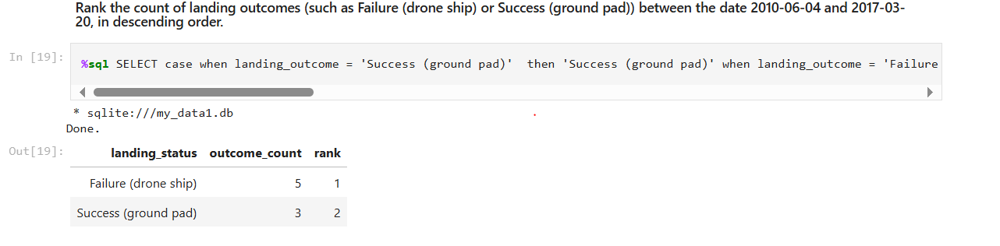 Rank the count of landing outcomes (such as Failure (drone ship) or Success (ground pad)) between the date 2010-06-04 and 2017-03-
20, in descending order.
In [19]: %sql SELECT case when landing_outcome = 'Success (ground pad)'  then 'Success (ground pad)' when landing_outcome = 'Failure
* sqlite:///my_data1.db
Done.
Out[19]: landing_status outcome_count rank
Failure (drone ship) 5 1
Success (ground pad) 3 2